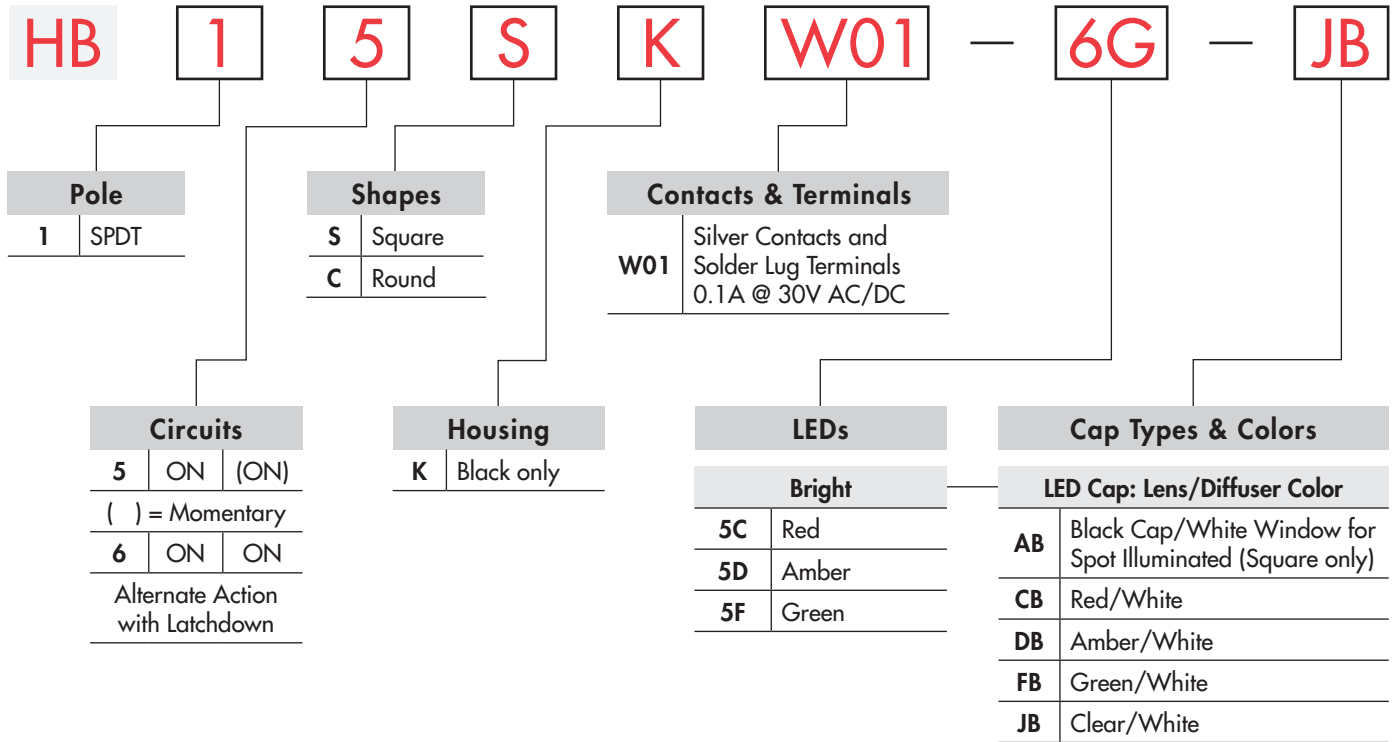 HB 1 5 S K W01 — 6G — JB
Pole
1 SPDT
Shapes
S Square
C Round
Contacts & Terminals
W01
Silver Contacts and
Solder Lug Terminals
0.1A @ 30V AC/DC
Circuits
5 ON (ON)
( ) = Momentary
6 ON ON
Alternate Action
with Latchdown
Housing
K Black only
LEDs
Bright
5C Red
5D Amber
5F Green
Cap Types & Colors
LED Cap: Lens/Diffuser Color
AB
Black Cap/White Window for
Spot Illuminated (Square only)
CB Red/White
DB Amber/White
FB Green/White
JB Clear/White